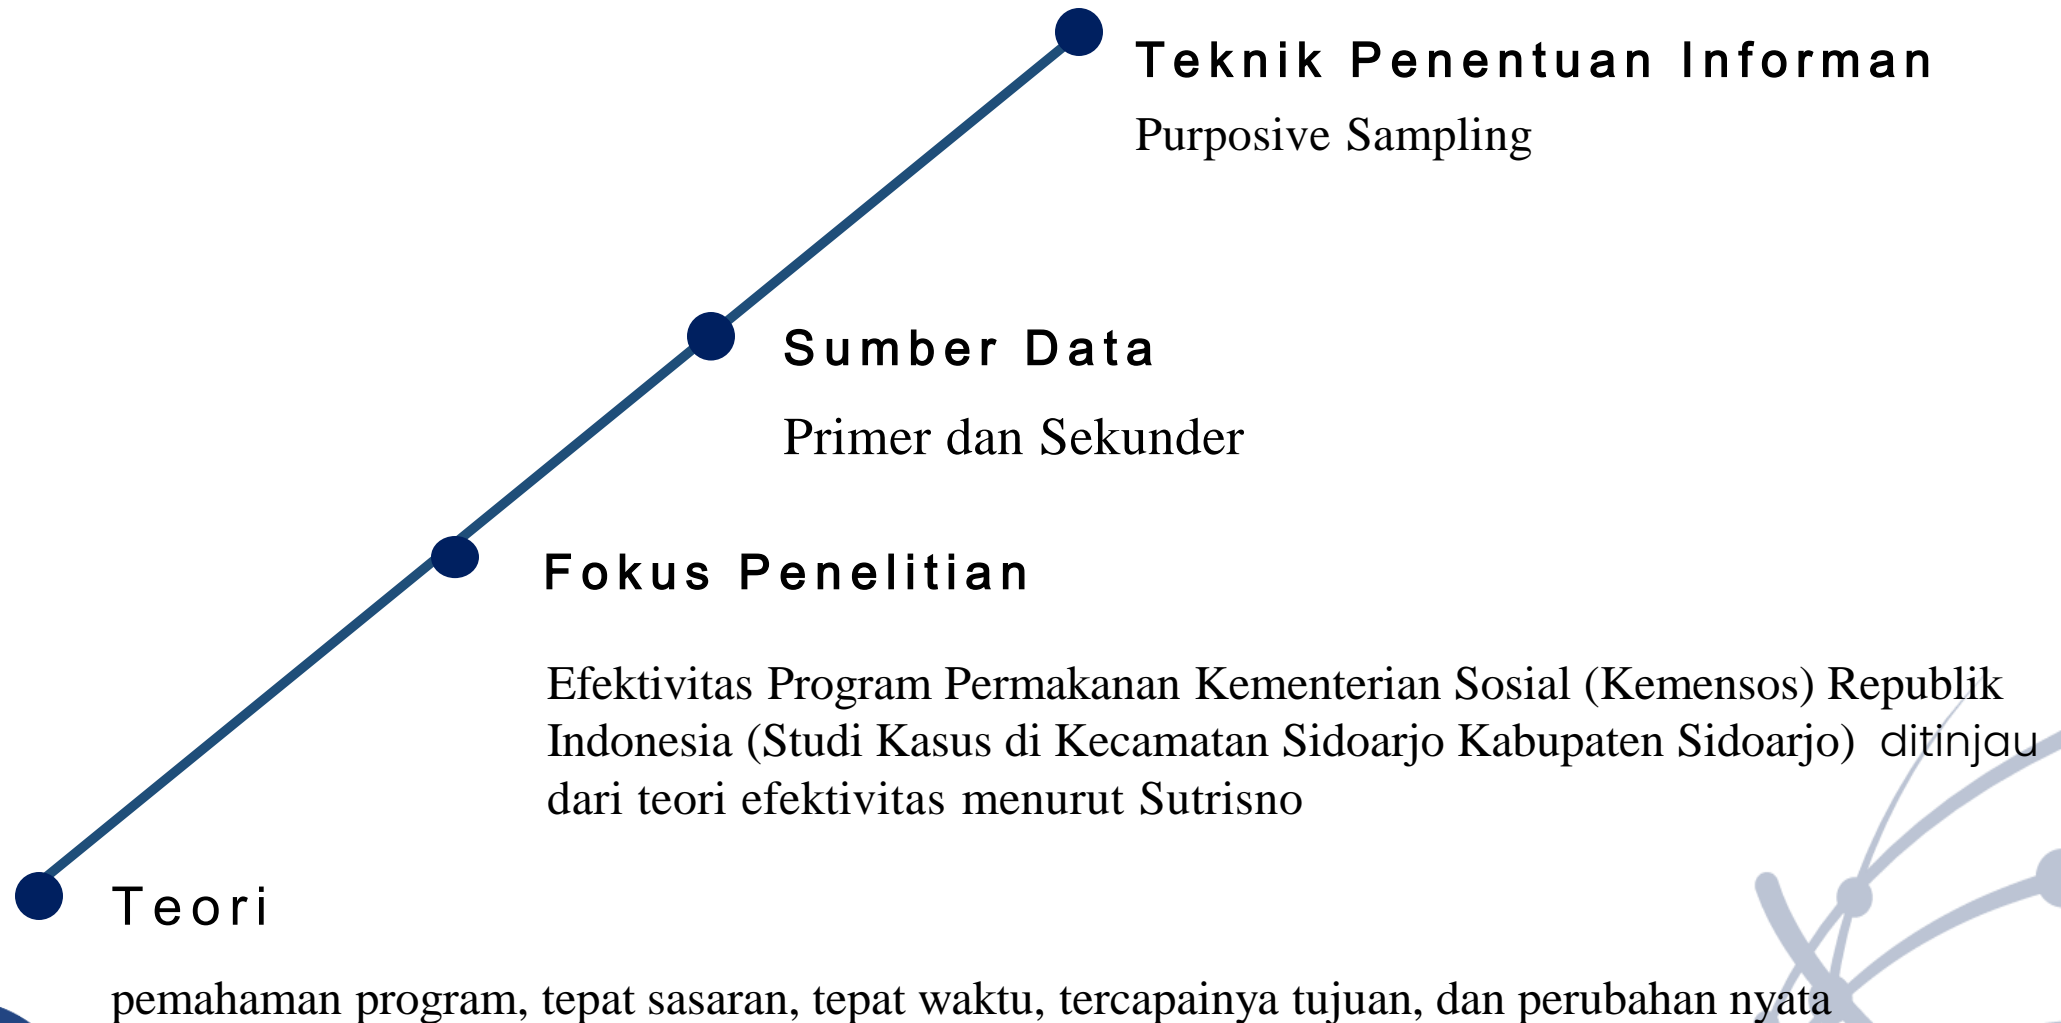 Teknik Penentuan Informan
Purposive Sampling
Sumber Data
Primer dan Sekunder
Fokus Penelitian
Efektivitas Program Permakanan Kementerian Sosial (Kemensos) Republik
Indonesia (Studi Kasus di Kecamatan Sidoarjo Kabupaten Sidoarjo) ditinjau
dari teori efektivitas menurut Sutrisno
Teori
pemahaman program, tepat sasaran, tepat waktu, tercapainya tujuan, dan perubahan nyata